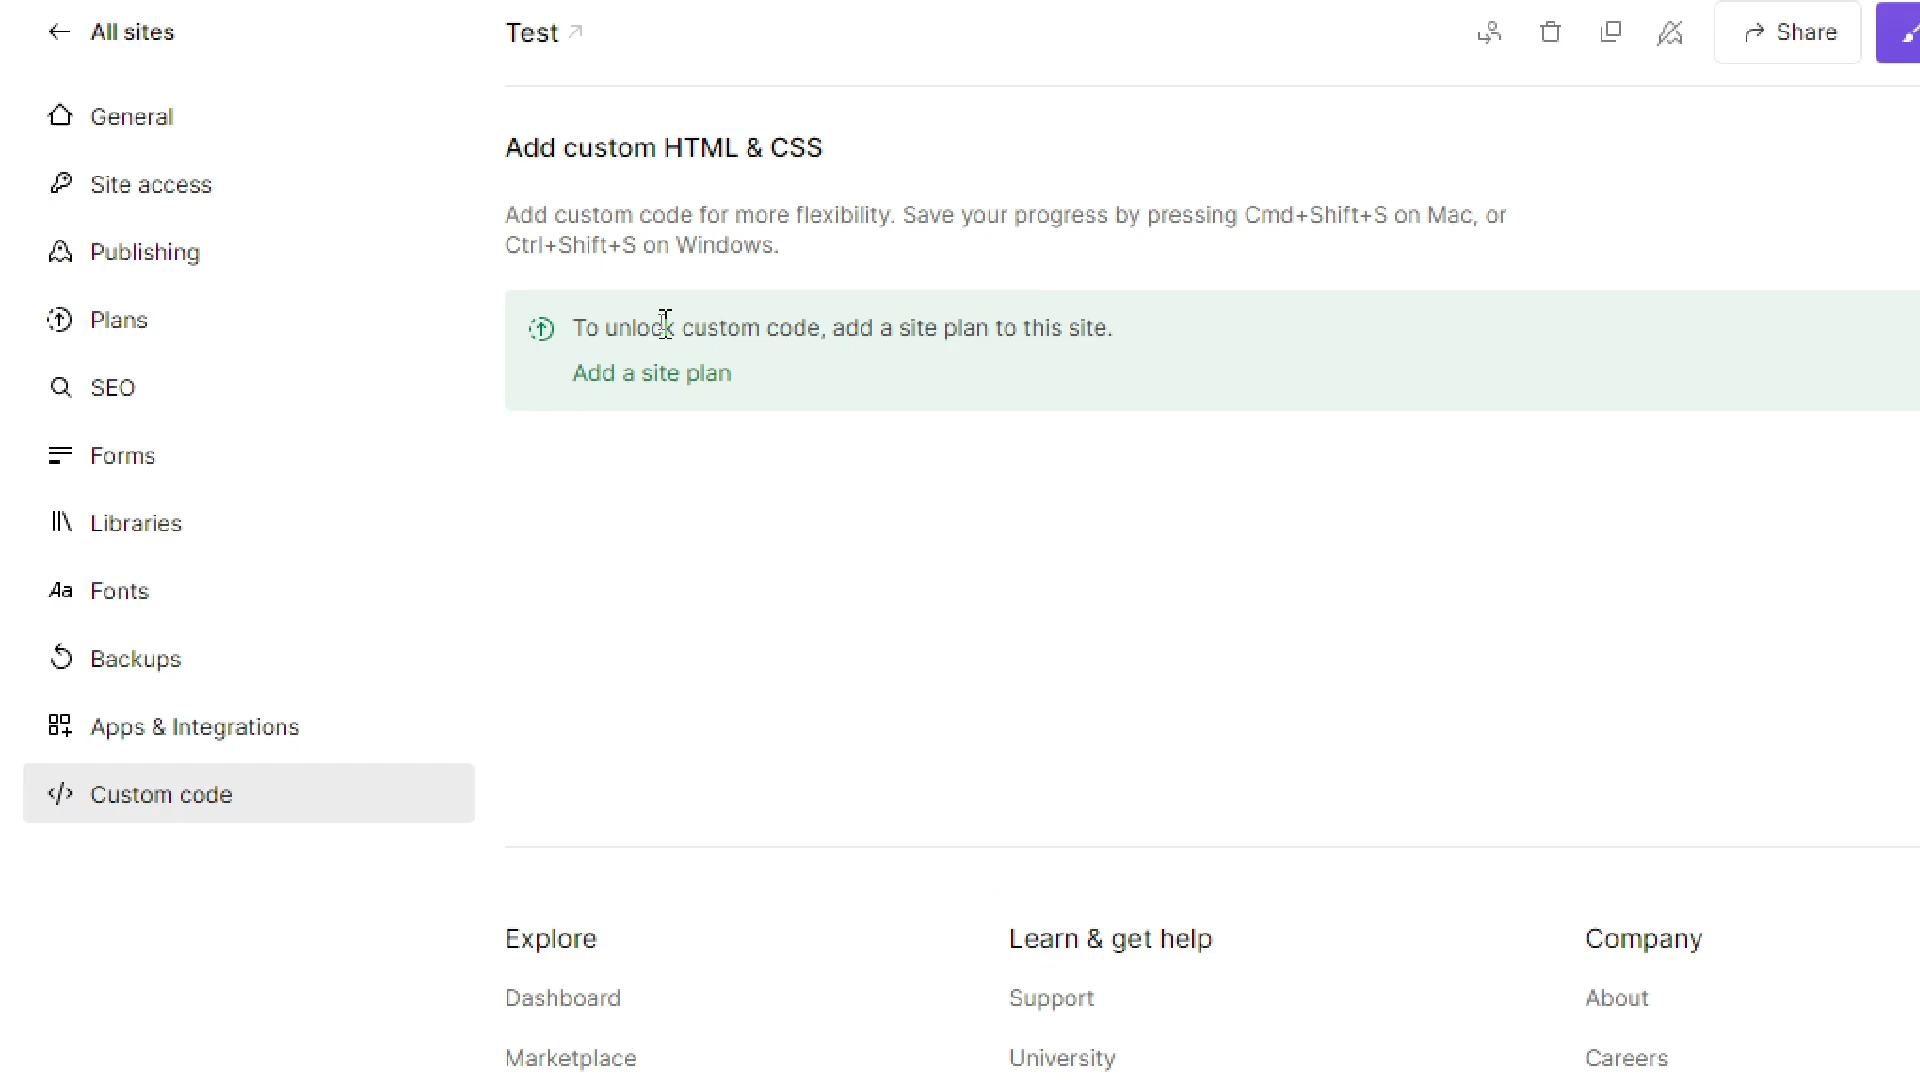 All sites
Test
Share
General
Site access
Publishing
Plans
SEO
Forms
Libraries
Aa Fonts
Backups
Apps & Integrations
</> Custom code
Add custom HTML & CSS
Add custom code for more flexibility. Save your progress by pressing Cmd+Shift+S on Mac, or
Ctrl+Shift+S on Windows.
To unlock custom code, add a site plan to this site.
Add a site plan
Explore
Dashboard
Marketplace
Learn & get help
Support
University
Company
About
Careers